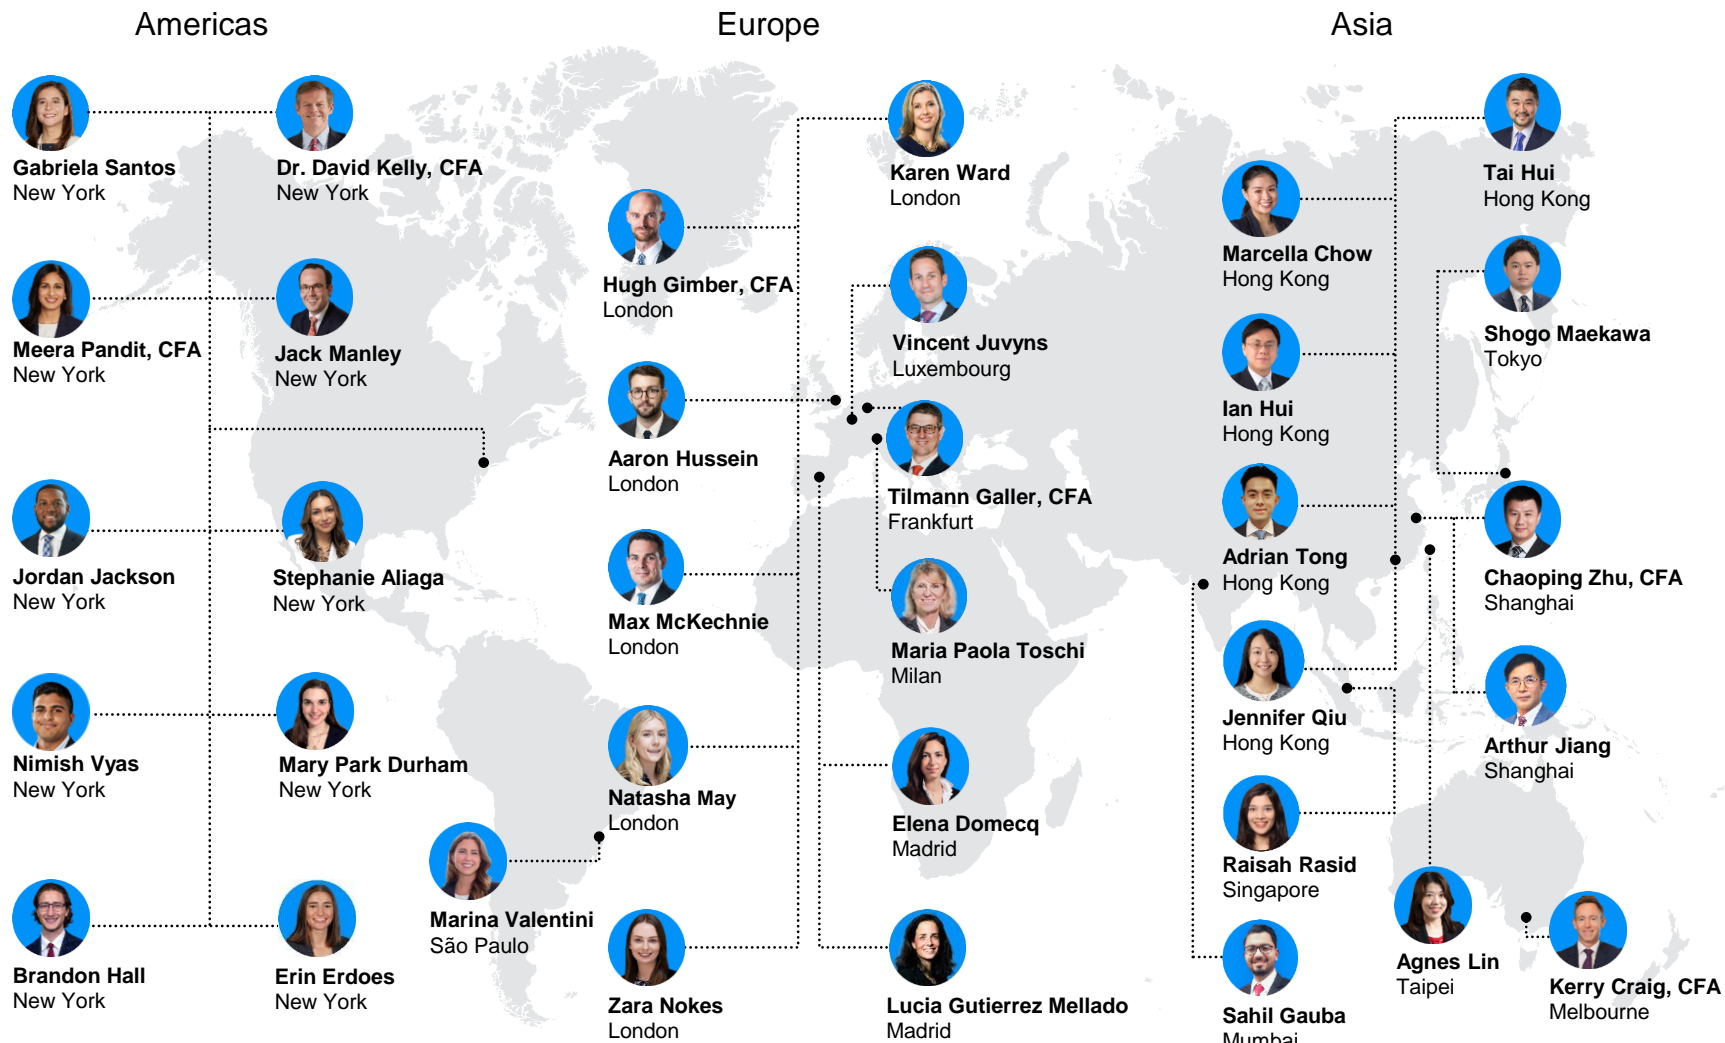 Americas
Europe
Asia
Gabriela Santos
New York
Dr. David Kelly, CFA
New York
Meera Pandit, CFA
New York
Jack Manley
New York
Jordan Jackson
New York
Stephanie Aliaga
New York
Nimish Vyas
New York
Mary Park Durham
New York
Brandon Hall
New York
Erin Erdoes
New York
Marina Valentini
São Paulo
Karen Ward
London
Hugh Gimber, CFA
London
Vincent Juvyns
Luxembourg
Aaron Hussein
London
Tilmann Galler, CFA
Frankfurt
Max McKechnie
London
Maria Paola Toschi
Milan
Natasha May
London
Elena Domecq
Madrid
Zara Nokes
London
Lucia Gutierrez Mellado
Madrid
Tai Hui
Hong Kong
Marcella Chow
Hong Kong
Shogo Maekawa
Tokyo
Ian Hui
Hong Kong
Adrian Tong
Hong Kong
Chaoping Zhu, CFA
Shanghai
Jennifer Qiu
Hong Kong
Arthur Jiang
Shanghai
Raisah Rasid
Singapore
Agnes Lin
Taipei
Kerry Craig, CFA
Melbourne
Sahil Gauba
Mumbai